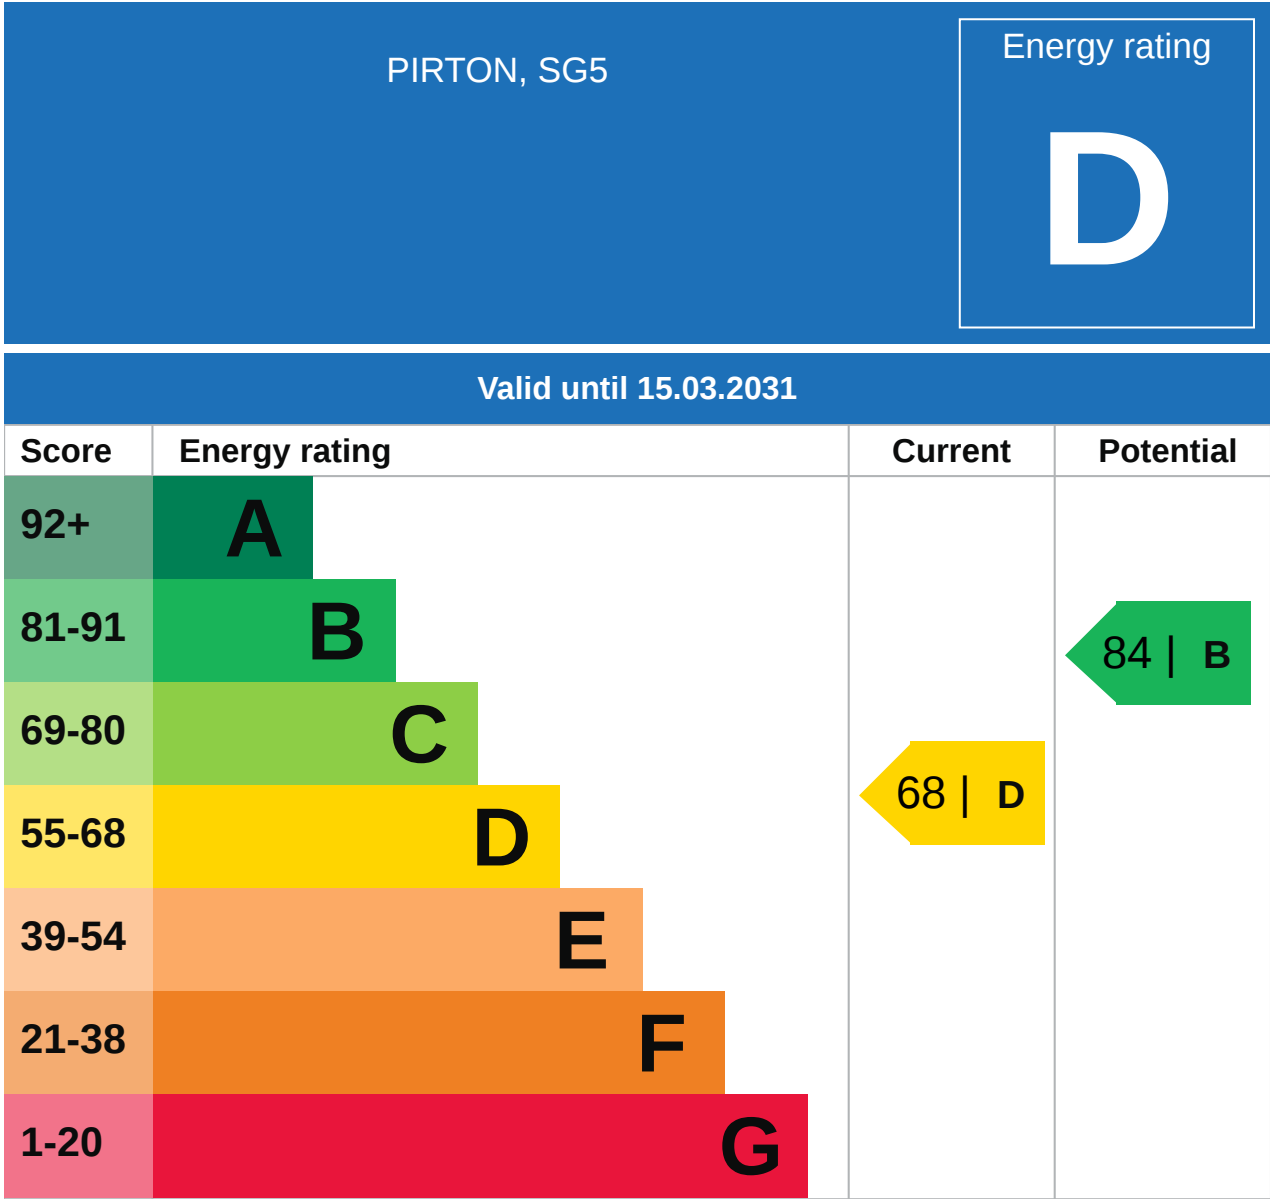 PIRTON, SG5
Energy rating
D
Valid until 15.03.2031
Score Energy rating Current Potential
92+ A
81-91 B
84 | B
69-80 C
68 | D
55-68 D
39-54 E
21-38 F
1-20 G